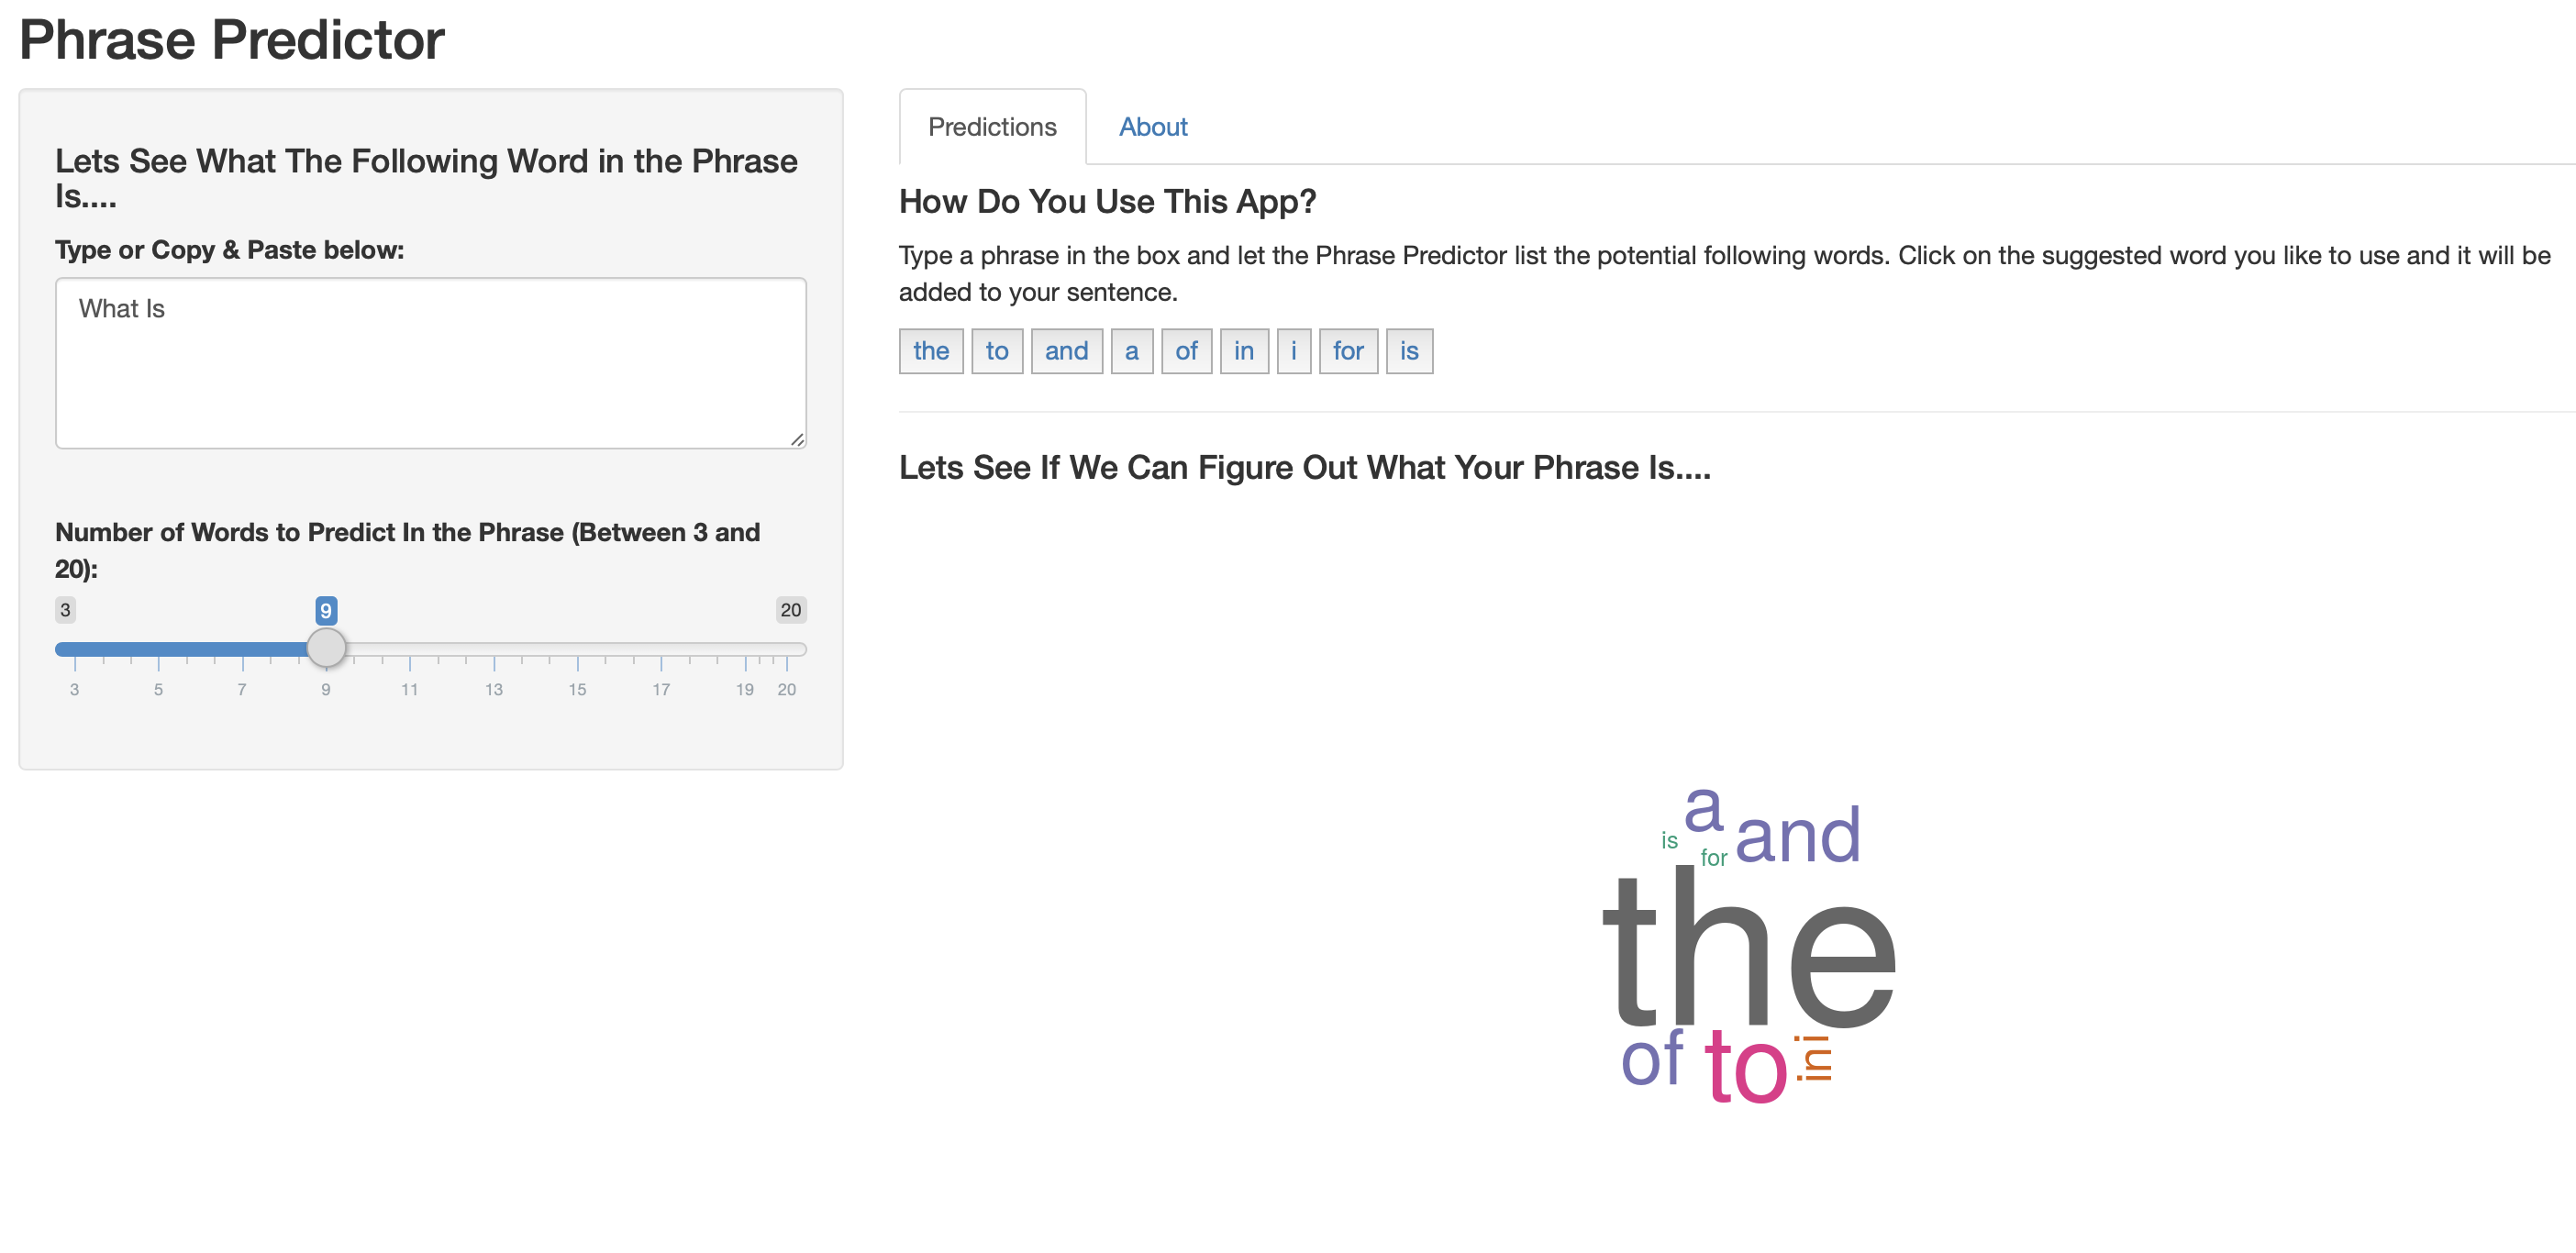 Phrase Predictor
Lets See What The Following Word in the Phrase
Is....
Type or Copy & Paste below:
What Is
Number of Words to Predict In the Phrase (Between 3 and
20):
3 9 20
3 5 7 9 11 13 15 17 19 20
Predictions About
How Do You Use This App?
Type a phrase in the box and let the Phrase Predictor list the potential following words. Click on the suggested word you like to use and it will be
added to your sentence.
the to and a of in i for is
Lets See If We Can Figure Out What Your Phrase Is....
a
and
is
for
the
of to in i